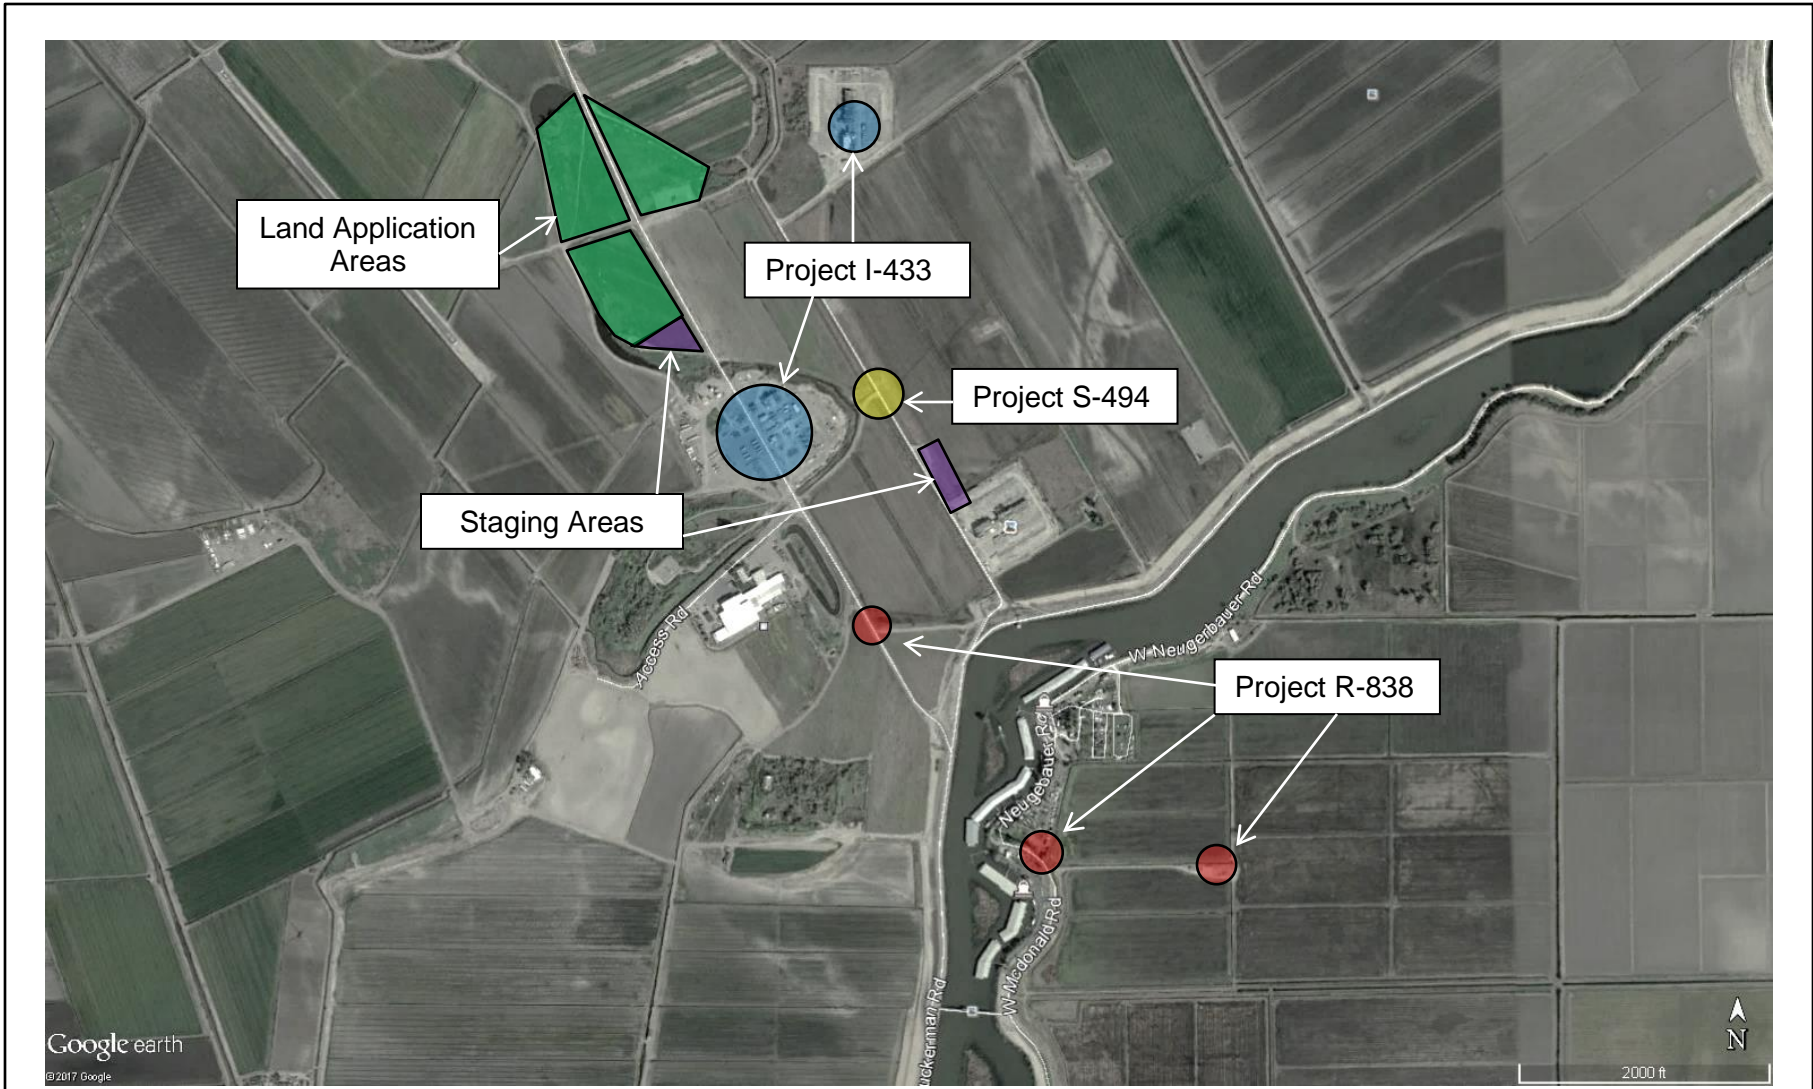 Land Application
Areas
Project I-433
Project S-494
Staging Areas
Access Rd
W Neugerbauer Rd
Project R-838
Neugebauer Rd
W Mcdonald Rd
uckerman Rd
Google earth
© 2017 Google
N
2000 ft